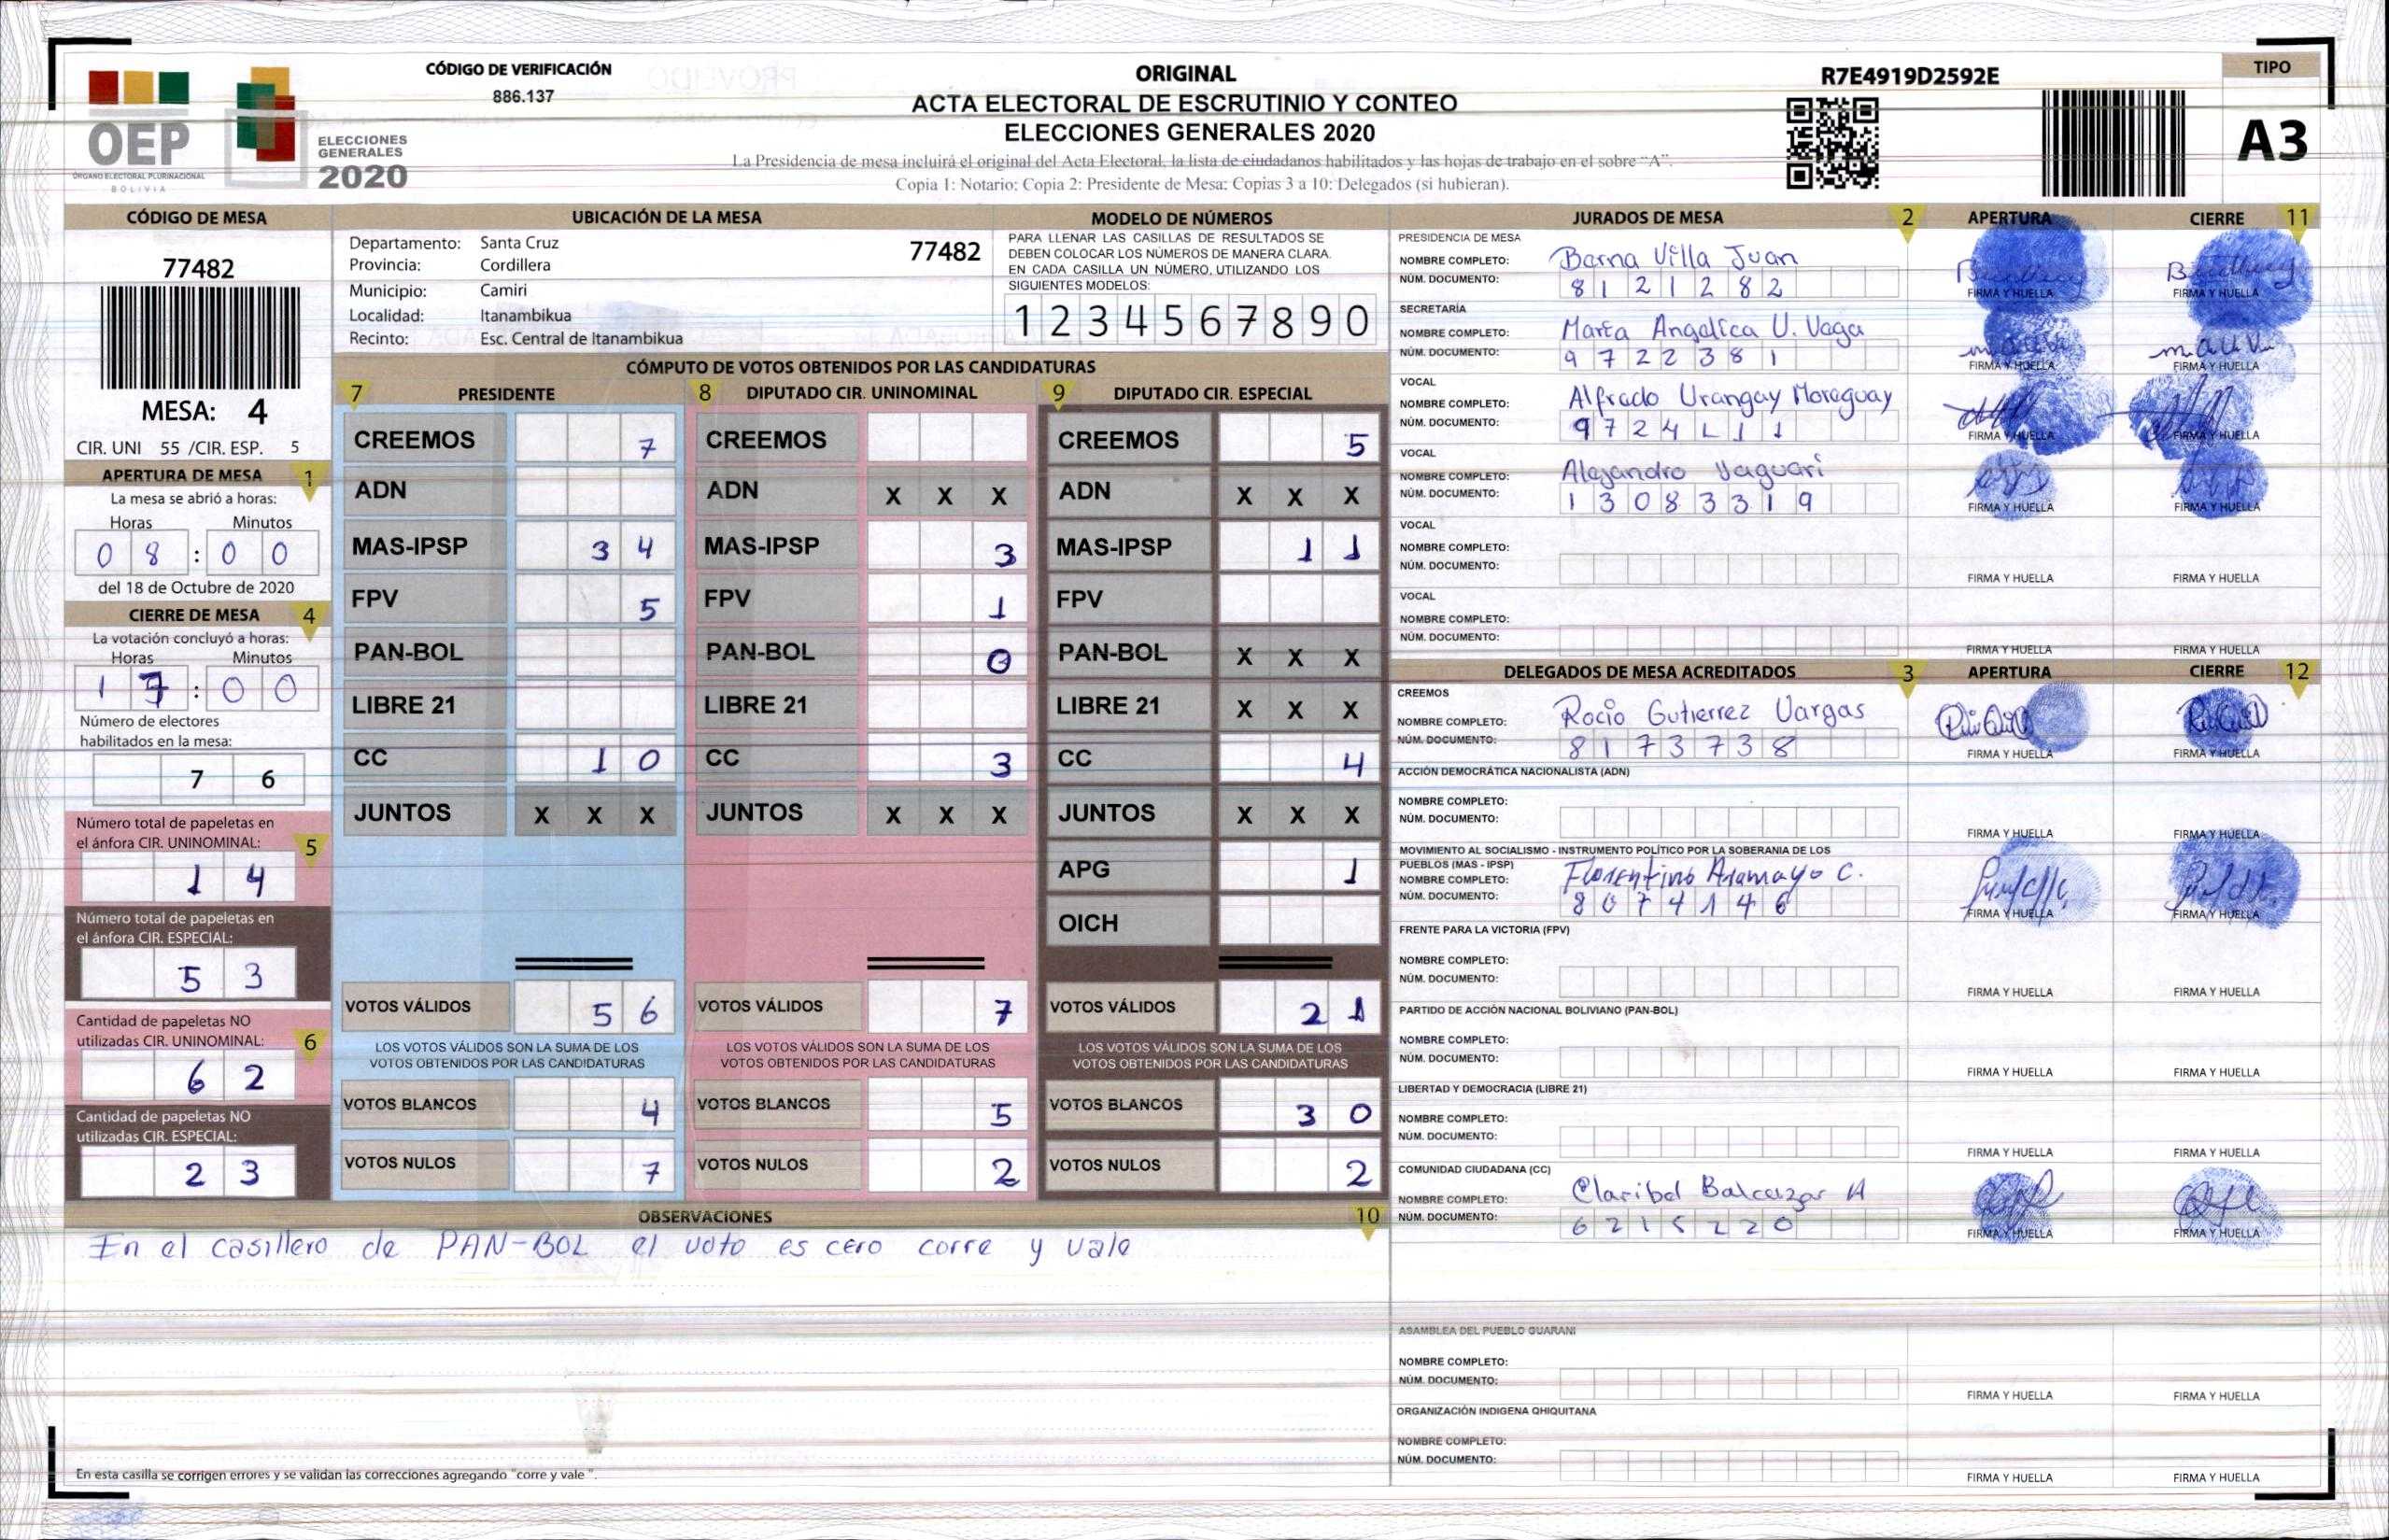 OEP
ÓRGANO ELECTORAL PLURINACIONAL
BOLIVIA
ELECCIONES
GENERALES
2020
CÓDIGO DE VERIFICACIÓN
886.137
ORIGINAL
ACTA ELECTORAL DE ESCRUTINIO Y CONTEO
ELECCIONES GENERALES 2020
La Presidencia de mesa incluirá el original del Acta Electoral, la lista de ciudadanos habilitados y las hojas de trabajo en el sobre "A".
Copia 1: Notario; Copia 2: Presidente de Mesa; Copias 3 a 10: Delegados (si hubieran).
R7E4919D2592E
TIPO
A3
CÓDIGO DE MESA
77482
MESA: 4
CIR. UNI 55 /CIR. ESP. 5
APERTURA DE MESA 1
La mesa se abrió a horas:
Horas Minutos
0 8 : 0 0
del 18 de Octubre de 2020
CIERRE DE MESA 4
La votación concluyó a horas:
Horas Minutos
1 7 : 0 0
Número de electores
habilitados en la mesa:
7 6
Número total de papeletas en
el ánfora CIR. UNINOMINAL: 5
1 4
Número total de papeletas en
el ánfora CIR. ESPECIAL:
5 3
Cantidad de papeletas NO
utilizadas CIR. UNINOMINAL: 6
6 2
Cantidad de papeletas NO
utilizadas CIR. ESPECIAL:
2 3
UBICACIÓN DE LA MESA
Departamento: Santa Cruz 77482
Provincia: Cordillera
Municipio: Camiri
Localidad: Itanambikua
Recinto: Esc. Central de Itanambikua
MODELO DE NÚMEROS
PARA LLENAR LAS CASILLAS DE RESULTADOS SE
DEBEN COLOCAR LOS NÚMEROS DE MANERA CLARA.
EN CADA CASILLA UN NÚMERO, UTILIZANDO LOS
SIGUIENTES MODELOS:
1 2 3 4 5 6 7 8 9 0
CÓMPUTO DE VOTOS OBTENIDOS POR LAS CANDIDATURAS
7 PRESIDENTE
CREEMOS 7
ADN
MAS-IPSP 3 4
FPV 5
PAN-BOL
LIBRE 21
CC 1 0
JUNTOS X X X
VOTOS VÁLIDOS 5 6
LOS VOTOS VÁLIDOS SON LA SUMA DE LOS
VOTOS OBTENIDOS POR LAS CANDIDATURAS
VOTOS BLANCOS 4
VOTOS NULOS 7
8 DIPUTADO CIR. UNINOMINAL
CREEMOS
ADN X X X
MAS-IPSP 3
FPV 1
PAN-BOL 0
LIBRE 21
CC 3
JUNTOS X X X
VOTOS VÁLIDOS 7
LOS VOTOS VÁLIDOS SON LA SUMA DE LOS
VOTOS OBTENIDOS POR LAS CANDIDATURAS
VOTOS BLANCOS 5
VOTOS NULOS 2
9 DIPUTADO CIR. ESPECIAL
CREEMOS 5
ADN X X X
MAS-IPSP 1 1
FPV
PAN-BOL X X X
LIBRE 21 X X X
CC 4
JUNTOS X X X
APG 1
OICH
VOTOS VÁLIDOS 2 1
LOS VOTOS VÁLIDOS SON LA SUMA DE LOS
VOTOS OBTENIDOS POR LAS CANDIDATURAS
VOTOS BLANCOS 3 0
VOTOS NULOS 2
OBSERVACIONES 10
En el casillero de PAN-BOL el voto es cero corre y vale
En esta casilla se corrigen errores y se validan las correcciones agregando "corre y vale".
JURADOS DE MESA 2 APERTURA CIERRE 11
PRESIDENCIA DE MESA
NOMBRE COMPLETO: Barna Villa Juan
NÚM. DOCUMENTO: 8 1 2 1 2 8 2
FIRMA Y HUELLA FIRMA Y HUELLA
SECRETARÍA
NOMBRE COMPLETO: María Angelica U. Vaga
NÚM. DOCUMENTO: 9 7 2 2 3 8 1
FIRMA Y HUELLA FIRMA Y HUELLA
VOCAL
NOMBRE COMPLETO: Alfredo Urangay Moreguay
NÚM. DOCUMENTO: 9 7 2 4 L 1 1
FIRMA Y HUELLA FIRMA Y HUELLA
VOCAL
NOMBRE COMPLETO: Alejandro Yaguari
NÚM. DOCUMENTO: 1 3 0 8 3 3 1 9
FIRMA Y HUELLA FIRMA Y HUELLA
VOCAL
NOMBRE COMPLETO:
NÚM. DOCUMENTO:
FIRMA Y HUELLA FIRMA Y HUELLA
VOCAL
NOMBRE COMPLETO:
NÚM. DOCUMENTO:
FIRMA Y HUELLA FIRMA Y HUELLA
DELEGADOS DE MESA ACREDITADOS 3 APERTURA CIERRE 12
CREEMOS
NOMBRE COMPLETO: Rocio Gutierrez Vargas
NÚM. DOCUMENTO: 8 1 7 3 7 3 8
FIRMA Y HUELLA FIRMA Y HUELLA
ACCIÓN DEMOCRÁTICA NACIONALISTA (ADN)
NOMBRE COMPLETO:
NÚM. DOCUMENTO:
FIRMA Y HUELLA FIRMA Y HUELLA
MOVIMIENTO AL SOCIALISMO - INSTRUMENTO POLÍTICO POR LA SOBERANIA DE LOS
PUEBLOS (MAS - IPSP)
NOMBRE COMPLETO: Florentino Aramayo C.
NÚM. DOCUMENTO: 8 0 7 4 1 4 6
FIRMA Y HUELLA FIRMA Y HUELLA
FRENTE PARA LA VICTORIA (FPV)
NOMBRE COMPLETO:
NÚM. DOCUMENTO:
FIRMA Y HUELLA FIRMA Y HUELLA
PARTIDO DE ACCIÓN NACIONAL BOLIVIANO (PAN-BOL)
NOMBRE COMPLETO:
NÚM. DOCUMENTO:
FIRMA Y HUELLA FIRMA Y HUELLA
LIBERTAD Y DEMOCRACIA (LIBRE 21)
NOMBRE COMPLETO:
NÚM. DOCUMENTO:
FIRMA Y HUELLA FIRMA Y HUELLA
COMUNIDAD CIUDADANA (CC)
NOMBRE COMPLETO: Claribel Balcazar A
NÚM. DOCUMENTO: 6 2 1 5 2 2 0
FIRMA Y HUELLA FIRMA Y HUELLA
ASAMBLEA DEL PUEBLO GUARANI
NOMBRE COMPLETO:
NÚM. DOCUMENTO:
FIRMA Y HUELLA FIRMA Y HUELLA
ORGANIZACIÓN INDIGENA QHIQUITANA
NOMBRE COMPLETO:
NÚM. DOCUMENTO:
FIRMA Y HUELLA FIRMA Y HUELLA